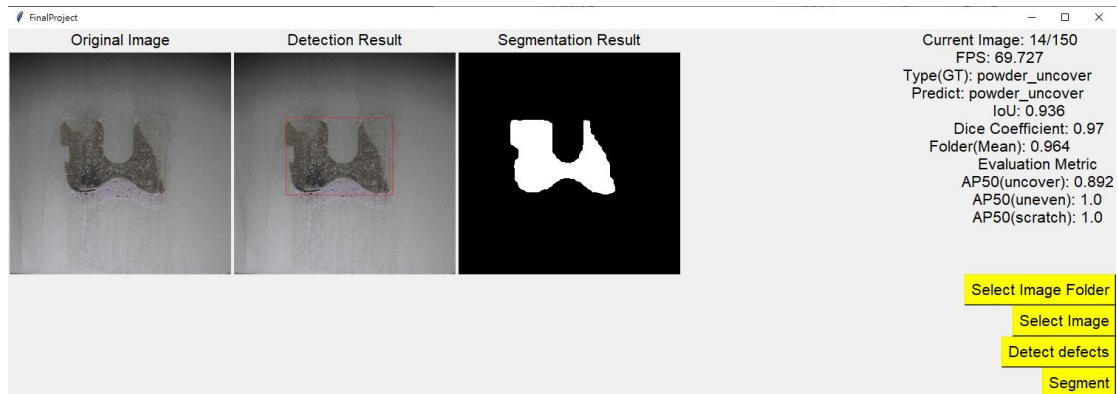 FinalProject
Original Image
Detection Result
Segmentation Result
Current Image: 14/150
FPS: 69.727
Type(GT): powder_uncover
Predict: powder_uncover
IoU: 0.936
Dice Coefficient: 0.97
Folder(Mean): 0.964
Evaluation Metric
AP50(uncover): 0.892
AP50(uneven): 1.0
AP50(scratch): 1.0
Select Image Folder
Select Image
Detect defects
Segment